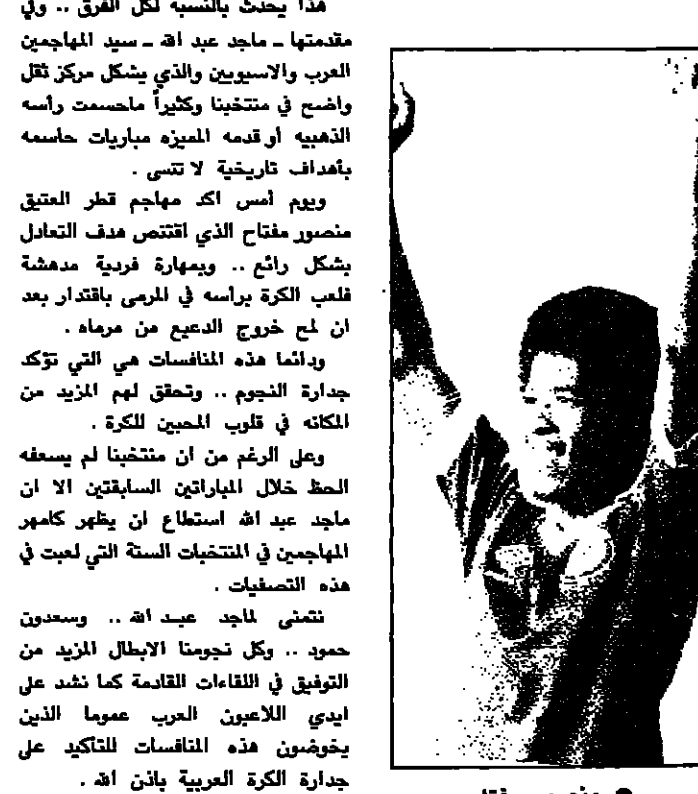 هذا يحدث بالنسبه لكل الفرق .. وفي
مقدمتها ـ ماجد عبد الله ـ سيد المهاجمين
العرب والاسيويين والذي يشكل مركز ثقل
واضح في منتخبنا وكثيراً ماحسمت رأسه
الذهبيه أو قدمه المميزه مباريات حاسمه
بأهداف تاريخية لا تنسى .
ويوم أمس اكد مهاجم قطر العتيق
منصور مفتاح الذي اقتنص هدف التعادل
بشكل رائع .. وبمهارة فردية مدهشة
فلعب الكرة برأسه في المرمى باقتدار بعد
ان لمح خروج الدعيع من مرماه .
ودائما هذه المنافسات هي التي تؤكد
جدارة النجوم .. وتحقق لهم المزيد من
المكانه في قلوب المحبين للكرة .
وعلى الرغم من ان منتخبنا لم يسعفه
الحظ خلال المباراتين السابقتين الا ان
ماجد عبد الله استطاع ان يظهر كامهر
المهاجمين في المنتخبات الستة التي لعبت في
هذه التصفيات .
نتمنى لماجد عبد الله .. وسعدون
حمود .. وكل نجومنا الابطال المزيد من
التوفيق في اللقاءات القادمة كما نشد على
ايدي اللاعبون العرب عموما الذين
يخوضون هذه المنافسات للتأكيد على
جدارة الكرة العربية باذن الله .